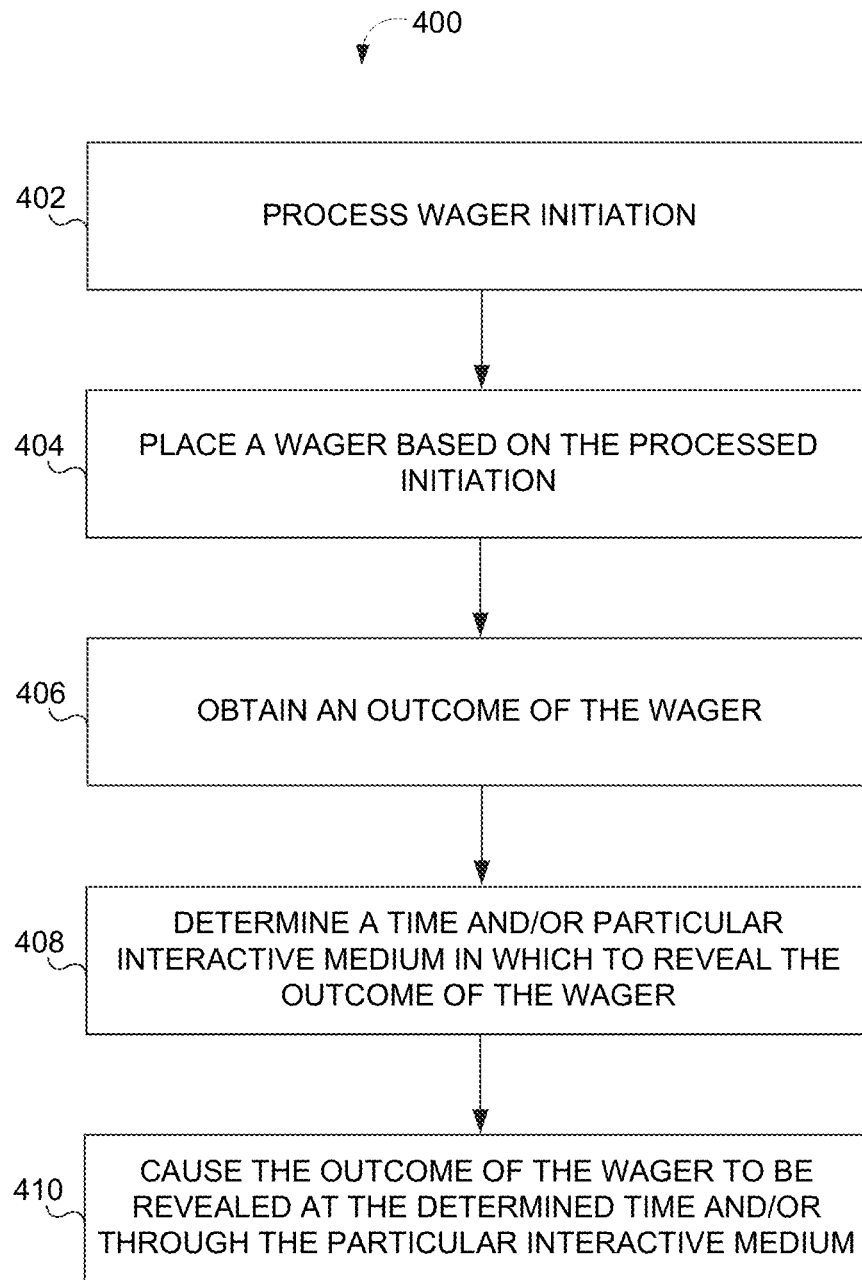 400
402
PROCESS WAGER INITIATION
404
PLACE A WAGER BASED ON THE PROCESSED
INITIATION
406
OBTAIN AN OUTCOME OF THE WAGER
408
DETERMINE A TIME AND/OR PARTICULAR
INTERACTIVE MEDIUM IN WHICH TO REVEAL THE
OUTCOME OF THE WAGER
410
CAUSE THE OUTCOME OF THE WAGER TO BE
REVEALED AT THE DETERMINED TIME AND/OR
THROUGH THE PARTICULAR INTERACTIVE MEDIUM